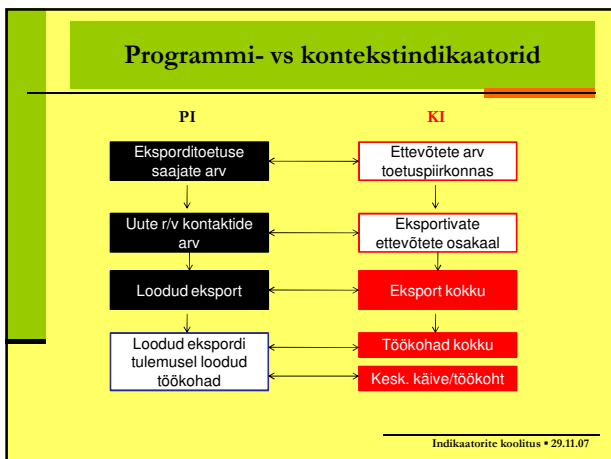 Programmi- vs kontekstindikaatorid
PI
KI
Eksporditoetuse
saajate arv
Ettevõtete arv
toetuspiirkonnas
Uute r/v kontaktide
arv
Eksportivate
ettevõtete osakaal
Loodud eksport
Eksport kokku
Loodud ekspordi
tulemusel loodud
töökohad
Töökohad kokku
Kesk. käive/töökoht
Indikaatorite koolitus ▪ 29.11.07